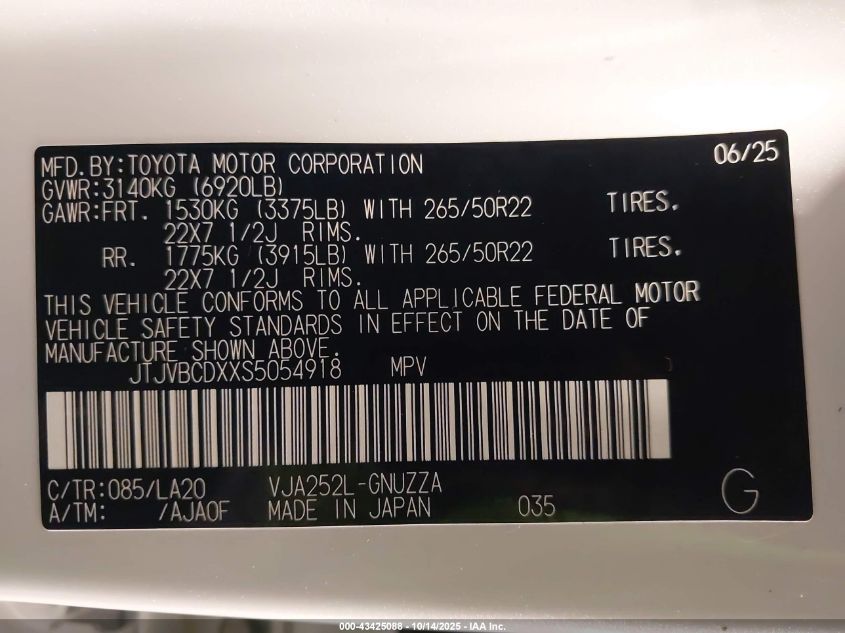 MFD.BY:TOYOTA MOTOR CORPORATION 06/25
GVWR:3140KG (6920LB)
GAWR:FRT. 1530KG (3375LB) WITH 265/50R22 TIRES.
22X7 1/2J RIMS.
RR. 1775KG (3915LB) WITH 265/50R22 TIRES.
22X7 1/2J RIMS.
THIS VEHICLE CONFORMS TO ALL APPLICABLE FEDERAL MOTOR
VEHICLE SAFETY STANDARDS IN EFFECT ON THE DATE OF
MANUFACTURE SHOWN ABOVE.
JTJVBCDXXS5054918 MPV
C/TR:085/LA20 VJA252L-GNUZZA
A/TM: /AJA0F MADE IN JAPAN 035 G
000-43425088 - 10/14/2025 - IAA Inc.